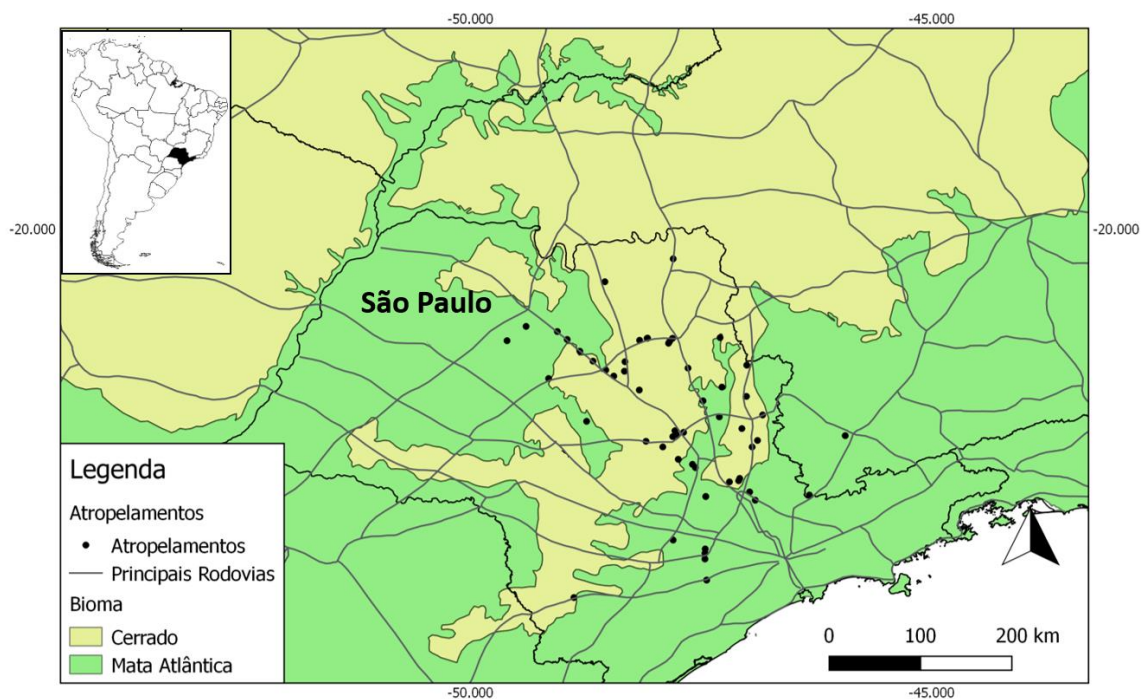 -50.000
-45.000
-20.000
-20.000
São Paulo
Legenda
Atropelamentos
Atropelamentos
Principais Rodovias
Bioma
Cerrado
Mata Atlântica
0 100 200 km
-50.000
-45.000